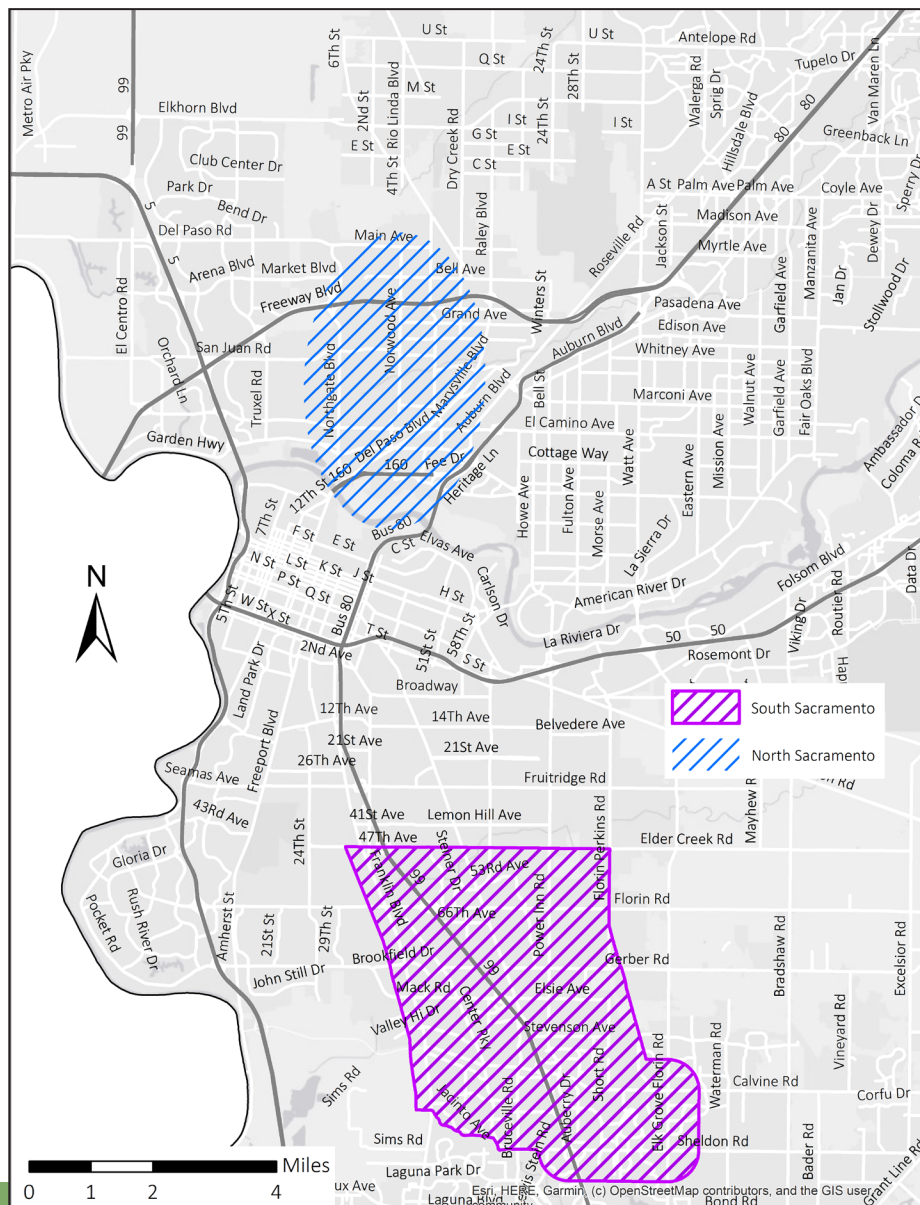 U St
U St
Antelope Rd
6Th St
24Th St
Q St
28Th St
Tupelo Dr
Van Maren Ln
Metro Air Pky
99
99
M St
Walerga Rd
Sprig Dr
Hillsdale Blvd
80
80
Elkhorn Blvd
2Nd St
Rio Linda Blvd
I St
24Th St
I St
G St
Greenback Ln
E St
E St
Dry Creek Rd
4Th St
C St
Club Center Dr
Park Dr
A St
Palm Ave
Palm Ave
Coyle Ave
Sperry Dr
Bend Dr
5
Raley Blvd
Madison Ave
Del Paso Rd
Main Ave
Roseville Rd
Jackson St
Myrtle Ave
Manzanita Ave
Dewey Dr
5
Arena Blvd
Market Blvd
Bell Ave
Garfield Ave
Jan Dr
Stollwood Dr
Freeway Blvd
Winters St
El Centro Rd
Norwood Ave
Grand Ave
Pasadena Ave
Edison Ave
Auburn Blvd
San Juan Rd
Whitney Ave
Orchard Ln
Truxel Rd
Northgate Blvd
Marysville Blvd
Auburn Blvd
Bell St
Marconi Ave
Walnut Ave
Garfield Ave
Fair Oaks Blvd
Garden Hwy
Del Paso Blvd
El Camino Ave
Watt Ave
Mission Ave
160
160
Fee Dr
Cottage Way
Eastern Ave
12Th St
Heritage Ln
Howe Ave
Fulton Ave
Morse Ave
7Th St
F St
E St
Bus 80
C St
Elvas Ave
La Sierra Dr
Folsom Blvd
N
N St
L St
K St
J St
P St
Q St
Carlson Dr
H St
American River Dr
Data Dr
5Th St
W St
X St
Bus 80
T St
51St St
58Th St
S St
La Riviera Dr
50
50
Viking Dr
Routier Rd
2Nd Ave
Rosemont Dr
Land Park Dr
Broadway
12Th Ave
14Th Ave
Belvedere Ave
South Sacramento
North Sacramento
Freeport Blvd
21St Ave
21St Ave
26Th Ave
Seamas Ave
Fruitridge Rd
43Rd Ave
41St Ave
Lemon Hill Ave
Florin Perkins Rd
24Th St
47Th Ave
Steiner Dr
Elder Creek Rd
Gloria Dr
Franklin Blvd
99
53Rd Ave
Pocket Rd
Rush River Dr
Amherst St
21St St
29Th St
66Th Ave
Power Inn Rd
Florin Rd
Bradshaw Rd
Excelsior Rd
John Still Dr
Brookfield Dr
99
Gerber Rd
Mack Rd
Center Pky
Elsie Ave
Valley Hi Dr
Stevenson Ave
Vineyard Rd
Sims Rd
Jacinto Ave
Bruceville Rd
Auberry Dr
Short Rd
Elk Grove Florin Rd
Waterman Rd
Calvine Rd
Corfu Dr
Sims Rd
Sheldon Rd
Bader Rd
Laguna Park Dr
Grant Line Rd
Miles
0 1 2 4
Laguna Blvd
Bond Rd
Esri, HERE, Garmin, (c) OpenStreetMap contributors, and the GIS user
community